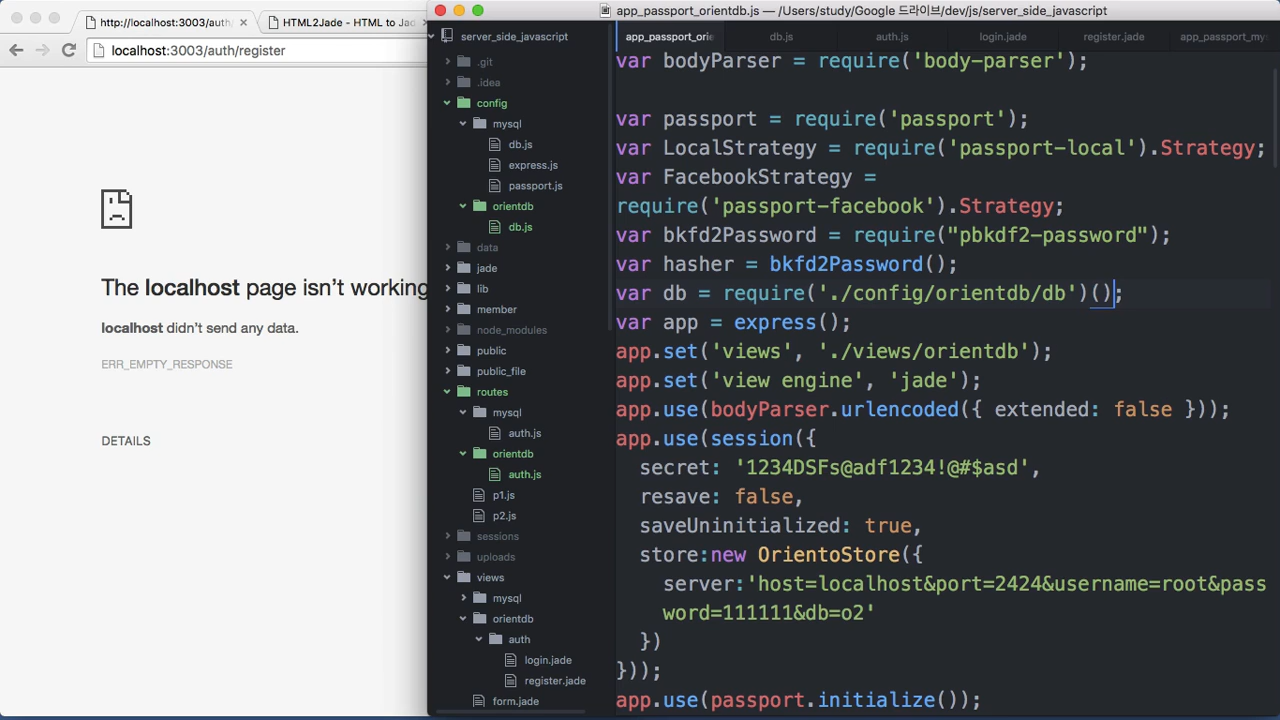 http://localhost:3003/auth/
HTML2Jade - HTML to Jade
localhost:3003/auth/register
The localhost page isn’t working
localhost didn’t send any data.
ERR_EMPTY_RESPONSE
DETAILS
app_passport_orientdb.js — /Users/study/Google 드라이브/dev/js/server_side_javascript
server_side_javascript
.git
.idea
config
mysql
db.js
express.js
passport.js
orientdb
db.js
data
jade
lib
member
node_modules
public
public_file
routes
mysql
auth.js
orientdb
auth.js
p1.js
p2.js
sessions
uploads
views
mysql
orientdb
auth
login.jade
register.jade
form.jade
app_passport_orie
db.js
auth.js
login.jade
register.jade
app_passport_my
var bodyParser = require('body-parser');
var passport = require('passport');
var LocalStrategy = require('passport-local').Strategy;
var FacebookStrategy =
require('passport-facebook').Strategy;
var bkfd2Password = require("pbkdf2-password");
var hasher = bkfd2Password();
var db = require('./config/orientdb/db')();
var app = express();
app.set('views', './views/orientdb');
app.set('view engine', 'jade');
app.use(bodyParser.urlencoded({ extended: false }));
app.use(session({
secret: '1234DSFs@adf1234!@#$asd',
resave: false,
saveUninitialized: true,
store:new OrientoStore({
server:'host=localhost&port=2424&username=root&pass
word=111111&db=o2'
})
}));
app.use(passport.initialize());